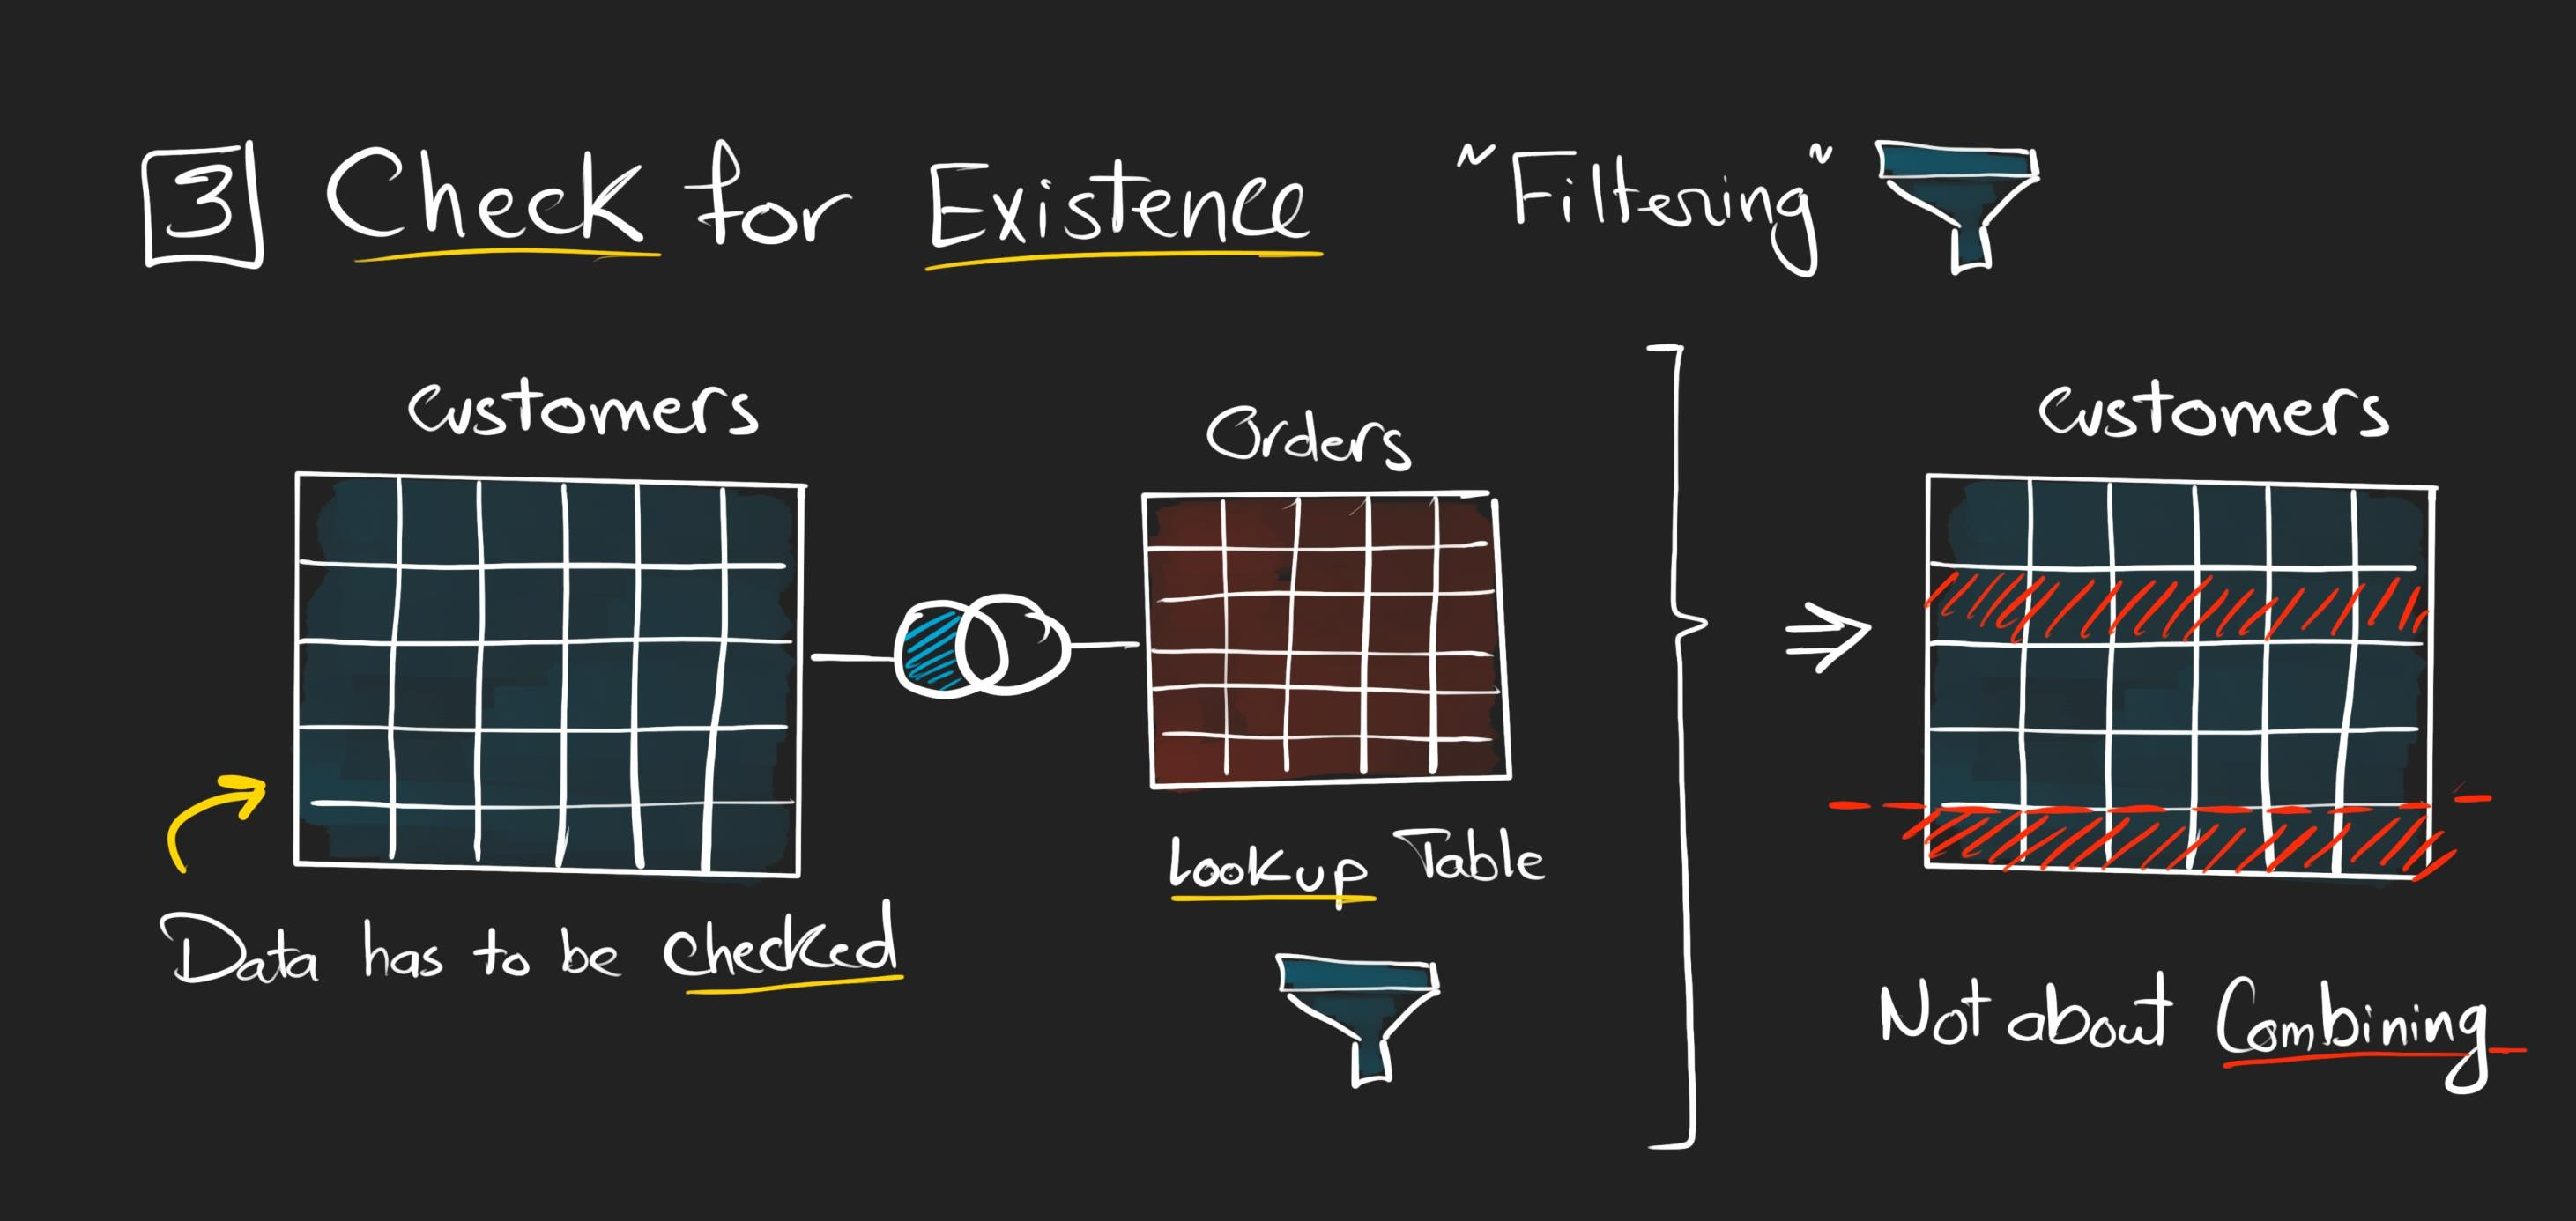 3 Check for Existence "Filtering"
Customers
Orders
Customers
Lookup Table
Data has to be checked
Not about Combining